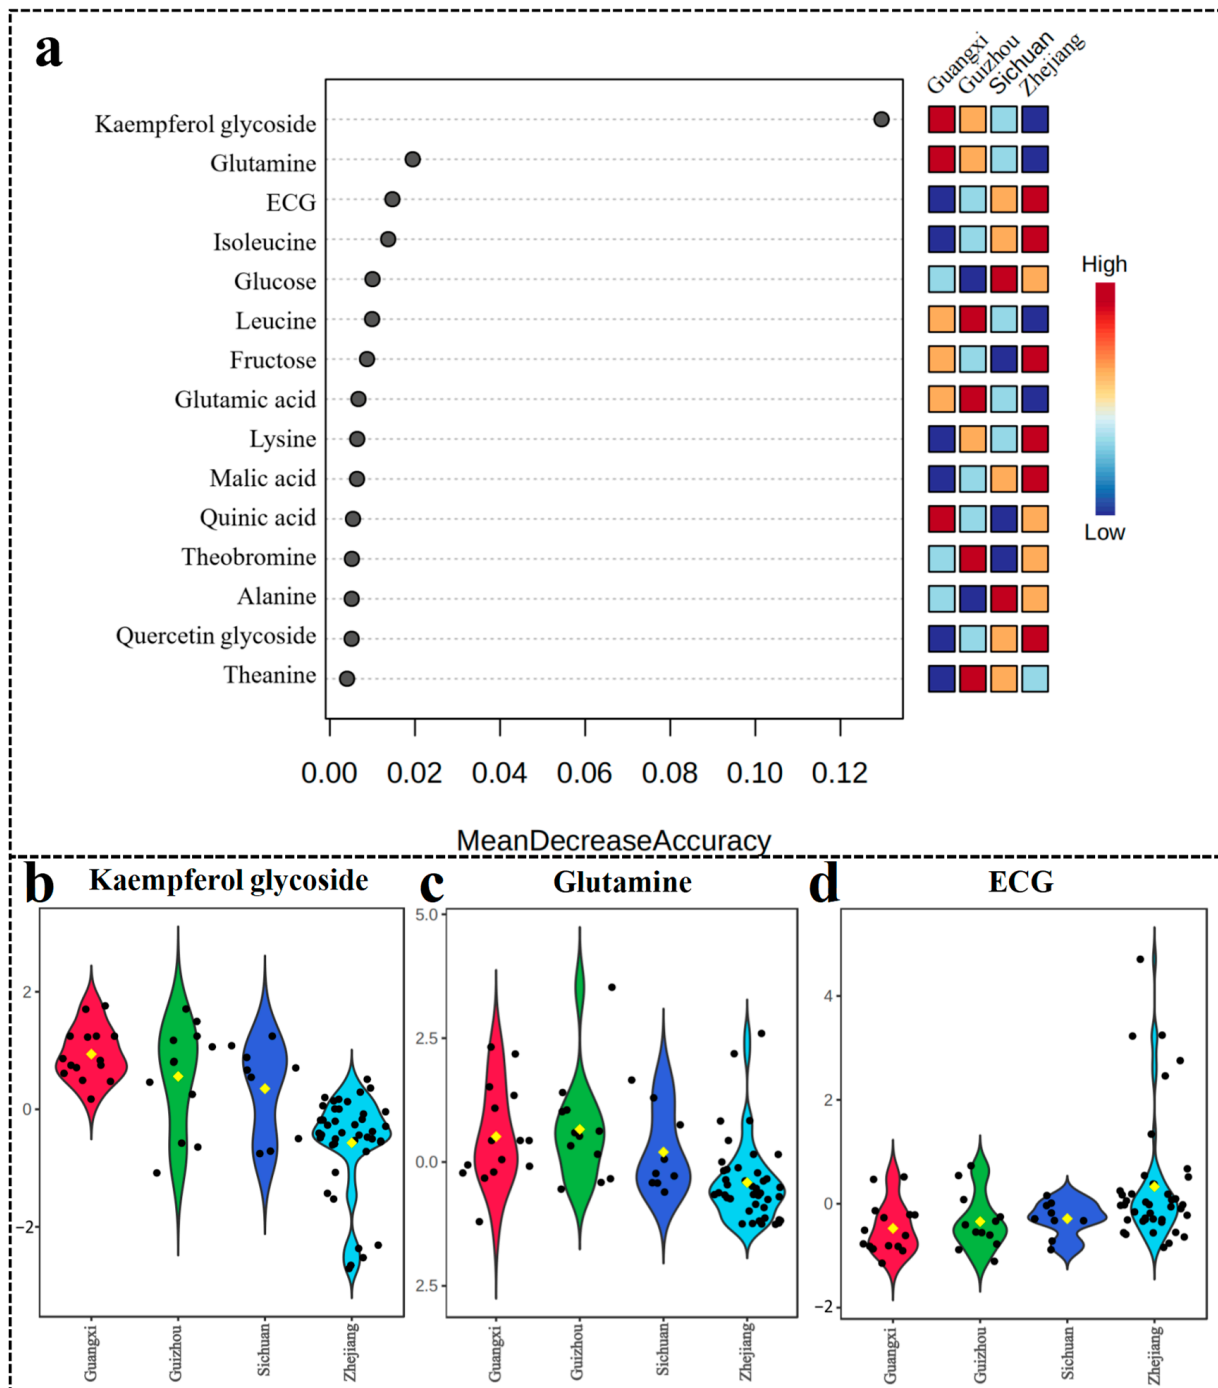 a
Guangxi
Guizhou
Sichuan
Zhejiang
Kaempferol glycoside
Glutamine
ECG
Isoleucine
Glucose
Leucine
Fructose
Glutamic acid
Lysine
Malic acid
Quinic acid
Theobromine
Alanine
Quercetin glycoside
Theanine
High
Low
0.00 0.02 0.04 0.06 0.08 0.10 0.12
MeanDecreaseAccuracy
b Kaempferol glycoside
2
0
−2
Guangxi
Guizhou
Sichuan
Zhejiang
c Glutamine
5.0
2.5
0.0
2.5
Guangxi
Guizhou
Sichuan
Zhejiang
d ECG
4
2
0
−2
Guangxi
Guizhou
Sichuan
Zhejiang